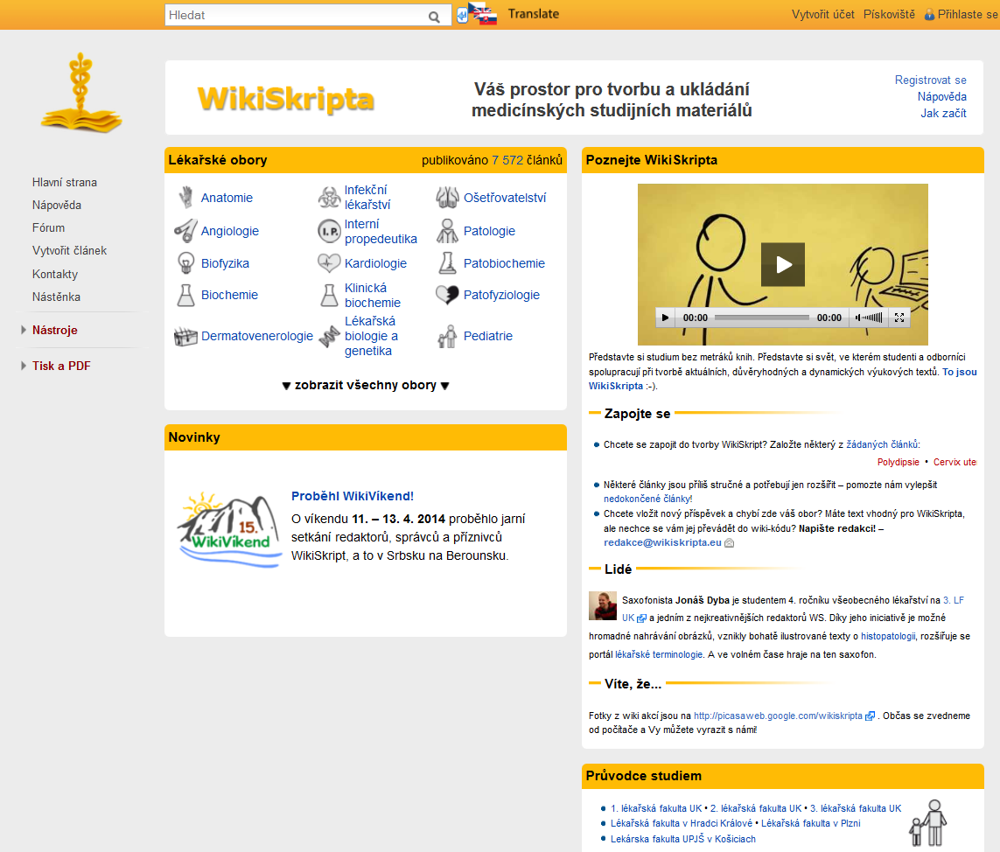 Hledat
Translate
Vytvořit účet Pískoviště Přihlaste se
WikiSkripta
Váš prostor pro tvorbu a ukládání
medicínských studijních materiálů
Registrovat se
Nápověda
Jak začít
Hlavní strana
Nápověda
Fórum
Vytvořit článek
Kontakty
Nástěnka
Nástroje
Tisk a PDF
Lékařské obory publikováno 7 572 článků
Anatomie
Infekční
lékařství
Ošetřovatelství
Angiologie
I.P.
Interní
propedeutika
Patologie
Biofyzika
Kardiologie
Patobiochemie
Biochemie
Klinická
biochemie
Patofyziologie
Dermatovenerologie
Lékařská
biologie a
genetika
Pediatrie
▼ zobrazit všechny obory ▼
Novinky
15.
WikiVíkend
Proběhl WikiVíkend!
O víkendu 11. – 13. 4. 2014 proběhlo jarní
setkání redaktorů, správců a příznivců
WikiSkript, a to v Srbsku na Berounsku.
Poznejte WikiSkripta
00:00 00:00
Představte si studium bez metráků knih. Představte si svět, ve kterém studenti a odborníci
spolupracují při tvorbě aktuálních, důvěryhodných a dynamických výukových textů. To jsou
WikiSkripta :-).
Zapojte se
Chcete se zapojit do tvorby WikiSkript? Založte některý z žádaných článků:
Polydipsie • Cervix ute
Některé články jsou příliš stručné a potřebují jen rozšířit – pomozte nám vylepšit
nedokončené články!
Chcete vložit nový příspěvek a chybí zde váš obor? Máte text vhodný pro WikiSkripta,
ale nechce se vám jej převádět do wiki-kódu? Napište redakci! –
redakce@wikiskripta.eu
Lidé
Saxofonista Jonáš Dyba je studentem 4. ročníku všeobecného lékařství na 3. LF
UK a jedním z nejkreativnějších redaktorů WS. Díky jeho iniciativě je možné
hromadné nahrávání obrázků, vznikly bohatě ilustrované texty o histopatologii, rozšiřuje se
portál lékařské terminologie. A ve volném čase hraje na ten saxofon.
Víte, že...
Fotky z wiki akcí jsou na http://picasaweb.google.com/wikiskripta . Občas se zvedneme
od počítače a Vy můžete vyrazit s námi!
Průvodce studiem
1. lékařská fakulta UK • 2. lékařská fakulta UK • 3. lékařská fakulta UK
Lékařská fakulta v Hradci Králové • Lékařská fakulta v Plzni
Lekárska fakulta UPJŠ v Košiciach